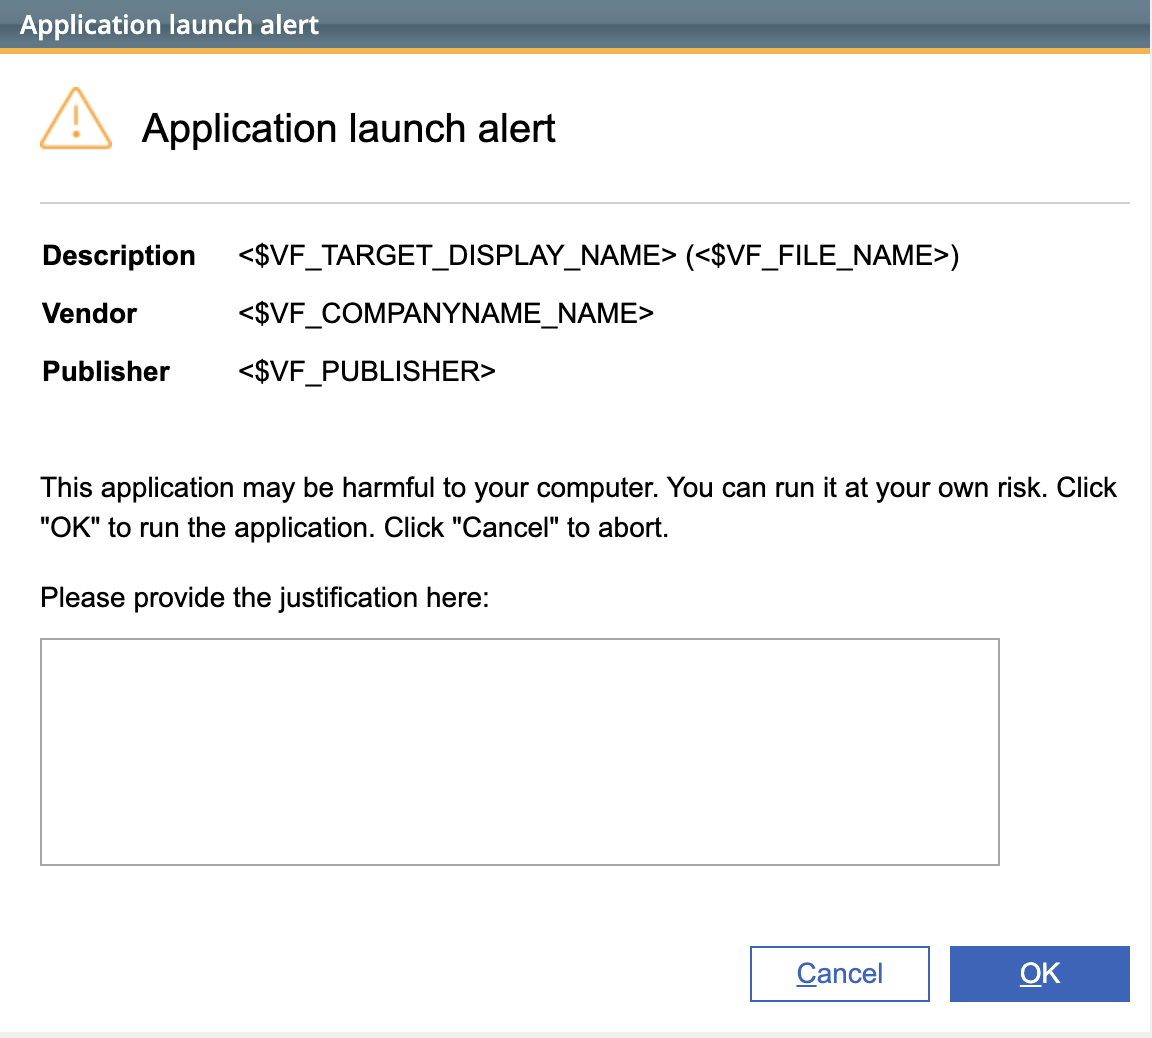 Application launch alert
Application launch alert
Description <$VF_TARGET_DISPLAY_NAME> (<$VF_FILE_NAME>)
Vendor <$VF_COMPANYNAME_NAME>
Publisher <$VF_PUBLISHER>
This application may be harmful to your computer. You can run it at your own risk. Click
"OK" to run the application. Click "Cancel" to abort.
Please provide the justification here:
Cancel OK